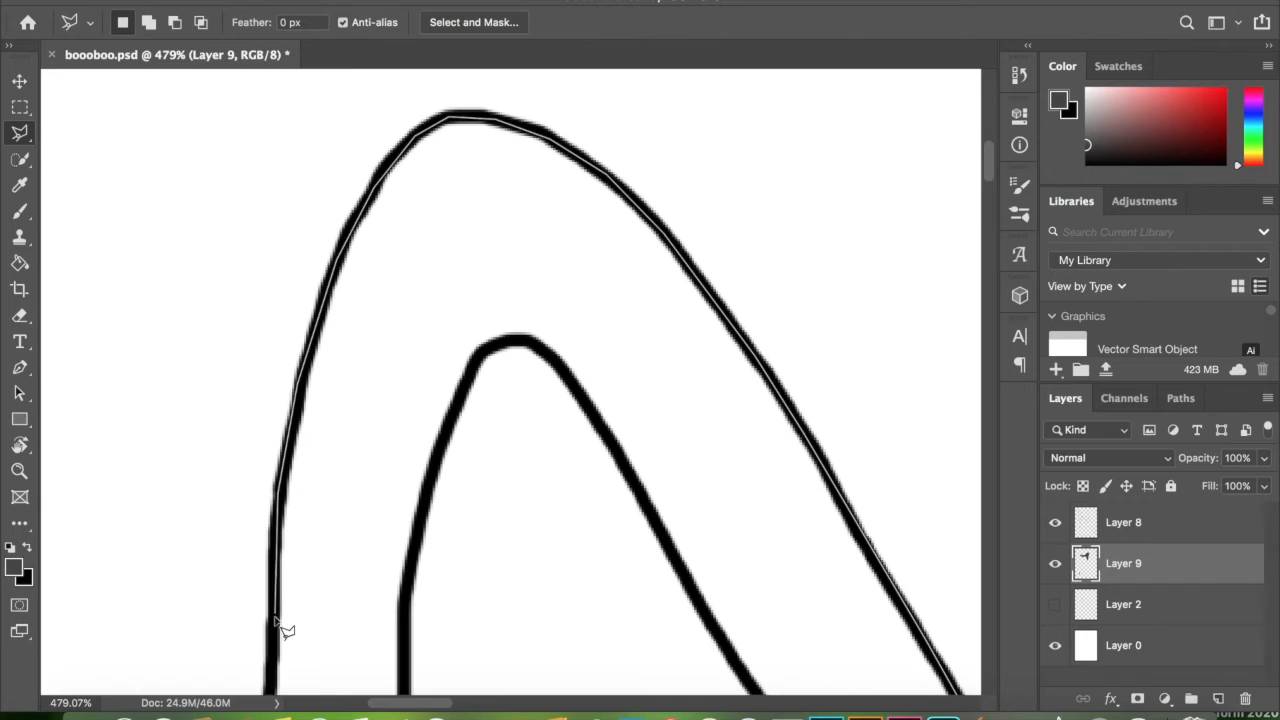 Feather: 0 px Anti-alias Select and Mask...
× boooboo.psd @ 479% (Layer 9, RGB/8) *
Color Swatches
Libraries Adjustments
Search Current Library
My Library
View by Type
Graphics
Vector Smart Object Ai
423 MB
Layers Channels Paths
Kind
Normal Opacity: 100%
Lock: Fill: 100%
Layer 8
Layer 9
Layer 2
Layer 0
fx
479.07% Doc: 24.9M/46.0M